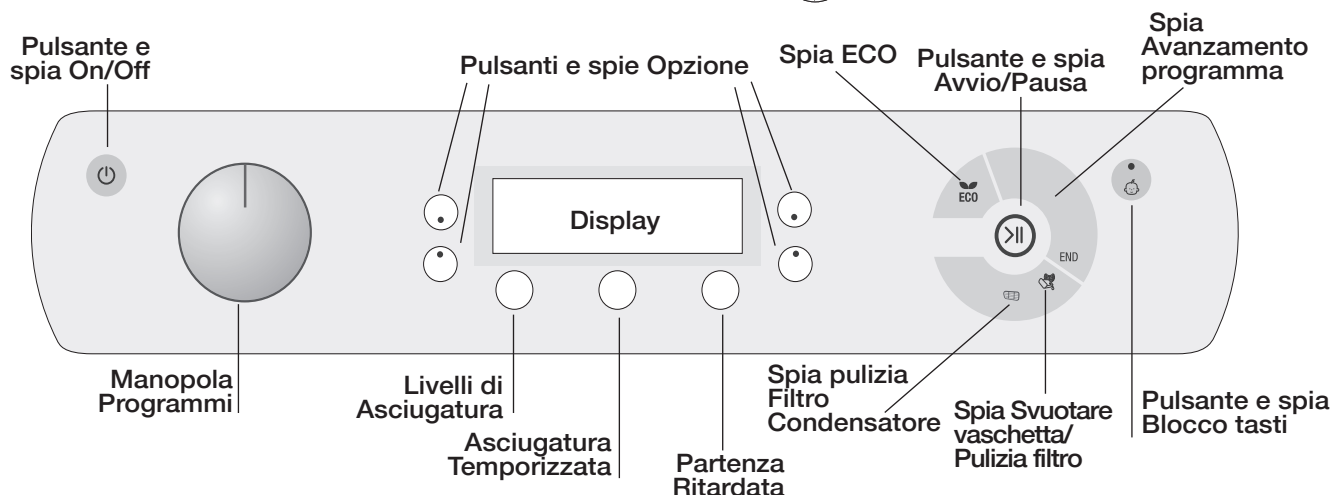 Pulsante e
spia On/Off
Pulsanti e spie Opzione
Spia ECO
Pulsante e spia
Avvio/Pausa
Spia
Avanzamento
programma
Display
ECO
END
Manopola
Programmi
Livelli di
Asciugatura
Asciugatura
Temporizzata
Partenza
Ritardata
Spia pulizia
Filtro
Condensatore
Spia Svuotare
vaschetta/
Pulizia filtro
Pulsante e spia
Blocco tasti